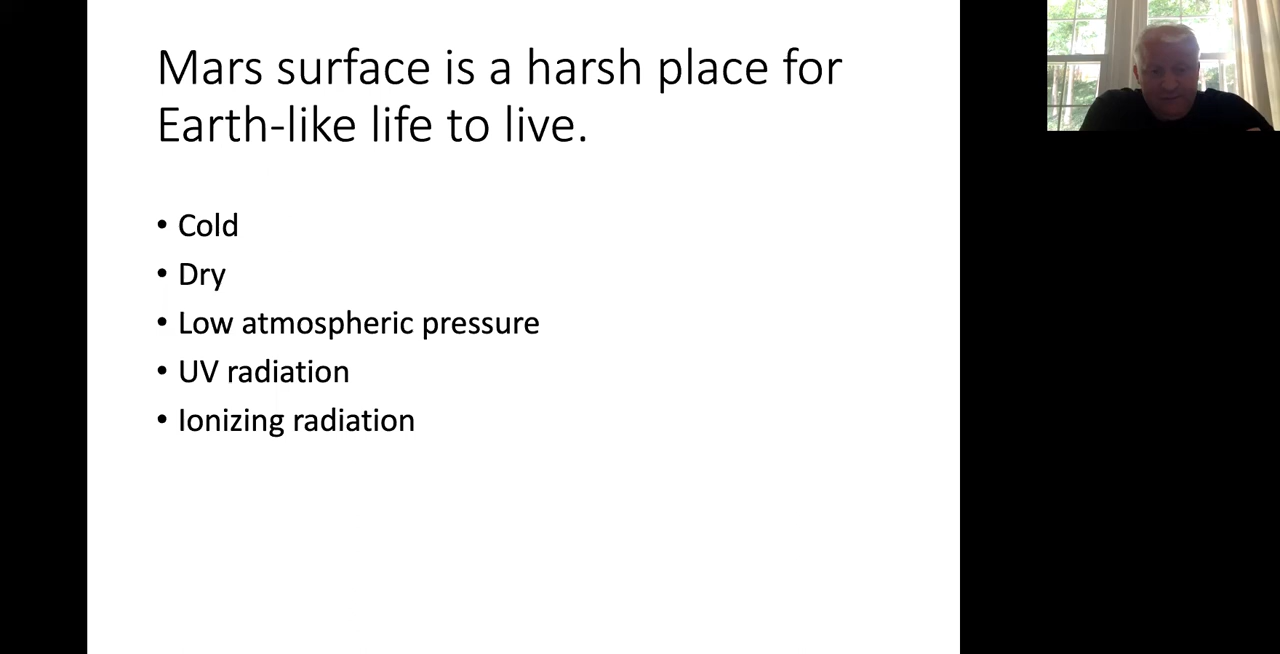 Mars surface is a harsh place for
Earth-like life to live.
• Cold
• Dry
• Low atmospheric pressure
• UV radiation
• Ionizing radiation